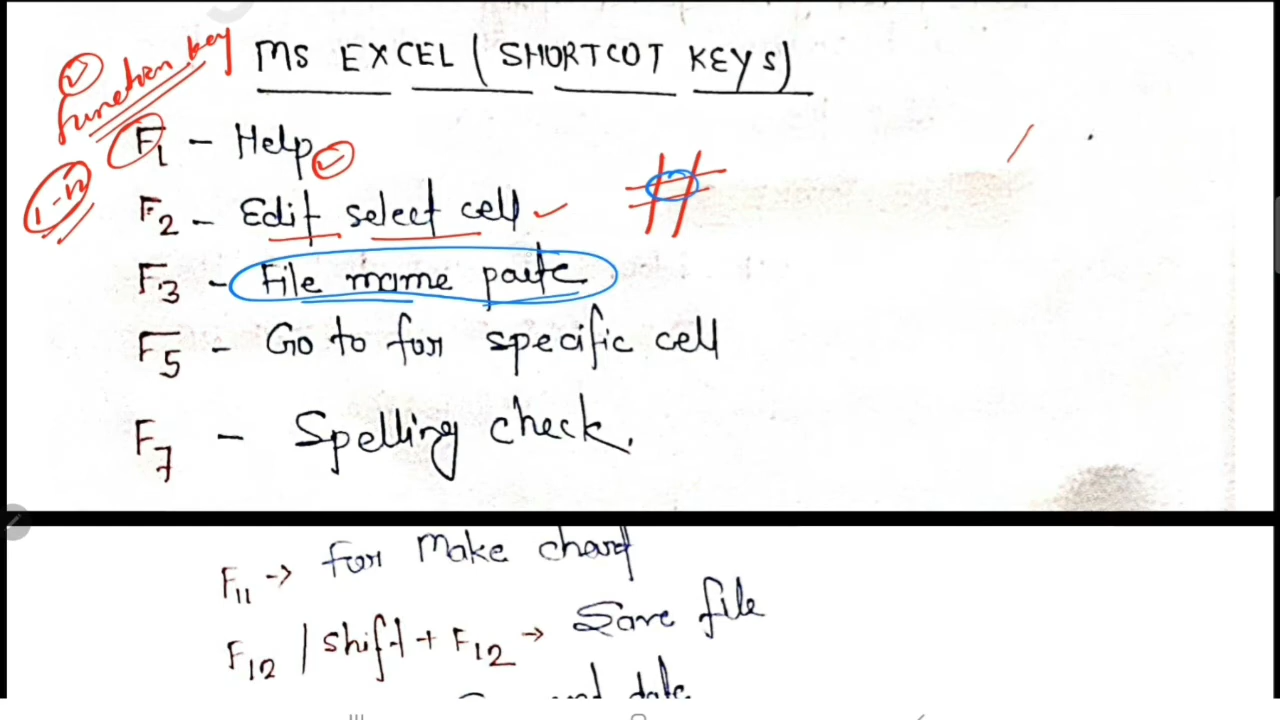 function key
MS EXCEL (SHORTCOT KEYS)
F1 - Help
1-12
F2 - Edit select cell
#
F3 - File name paste
F5 - Go to for specific cell
F7 - Spelling check.
F11 → for Make chart
F12 / shift + F12 → Save file
date